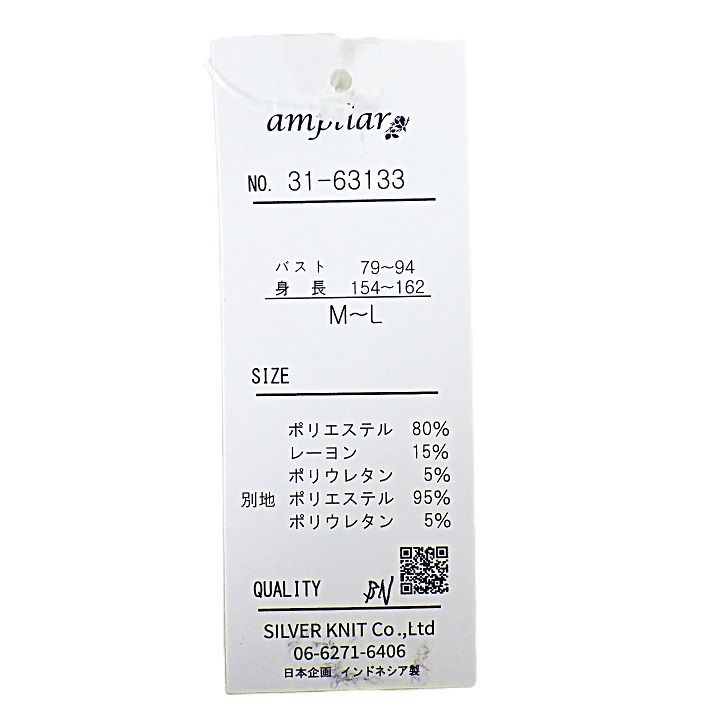 NO. 31-63133
バスト 79~94
身長 154~162
M~L
SIZE
ポリエステル 80%
レーヨン 15%
ポリウレタン 5%
別地 ポリエステル 95%
ポリウレタン 5%
QUALITY BN
SILVER KNIT Co.,Ltd
06-6271-6406
日本企画 インドネシア製